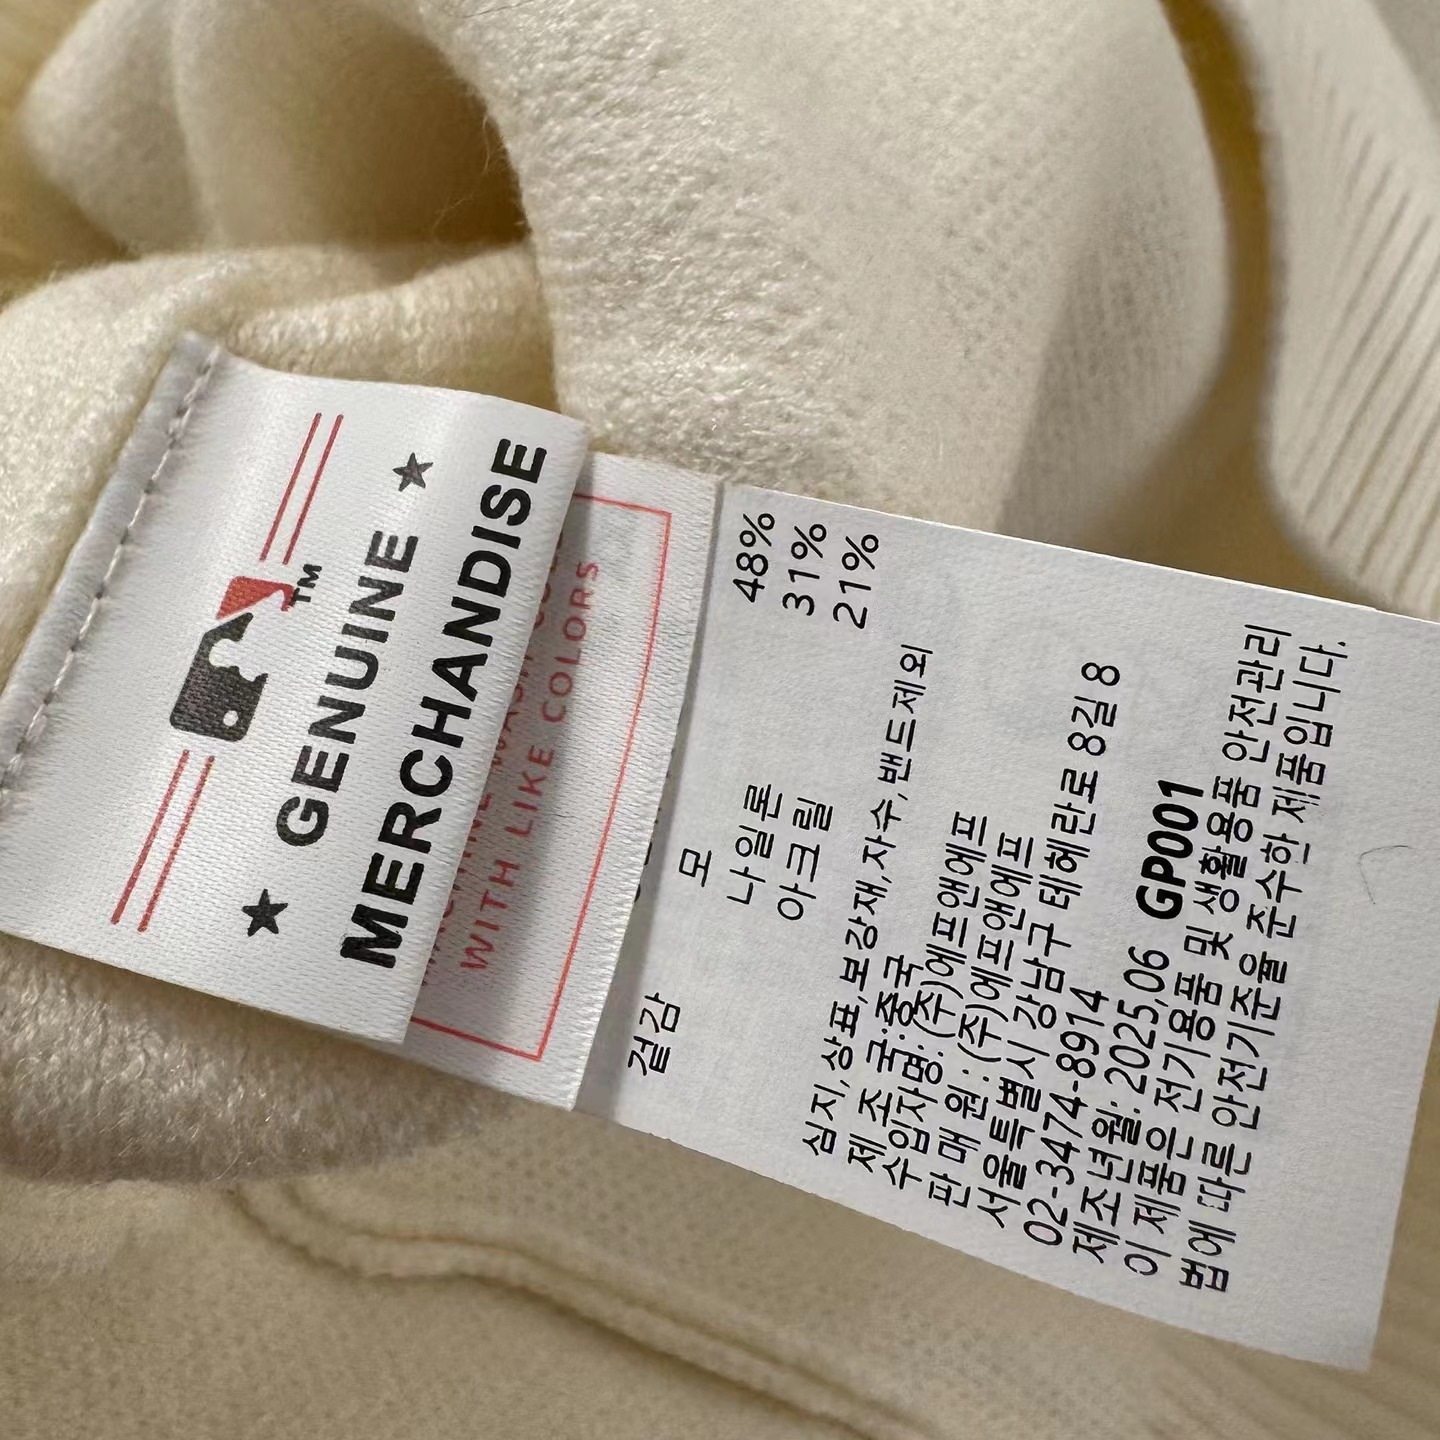 TM
GENUINE
MERCHANDISE
WITH LIKE COLORS
겉감 모 48%
나일론 31%
아크릴 21%
심지,상표,보강재,자수,밴드제외
제 조 국:중국
수입자명:(주)에프앤에프
판 매 원:(주)에프앤에프
서울특별시 강남구 테헤란로 8길 8
02-3474-8914
제조년월: 2025,06 GP001
이 제품은 전기용품 및 생활용품 안전관리
법에 따른 안전기준을 준수한 제품입니다.